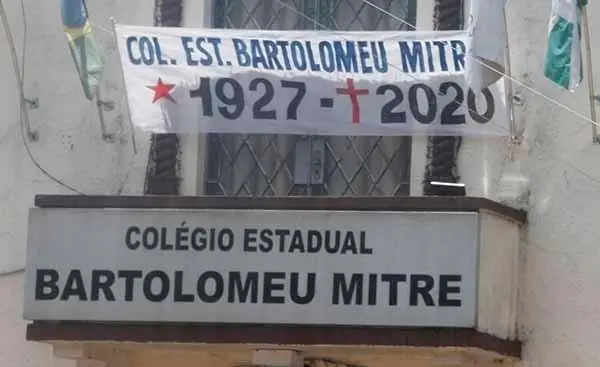 COL. EST. BARTOLOMEU MITRE
★ 1927 - ✝ 2020
COLÉGIO ESTADUAL
BARTOLOMEU MITRE